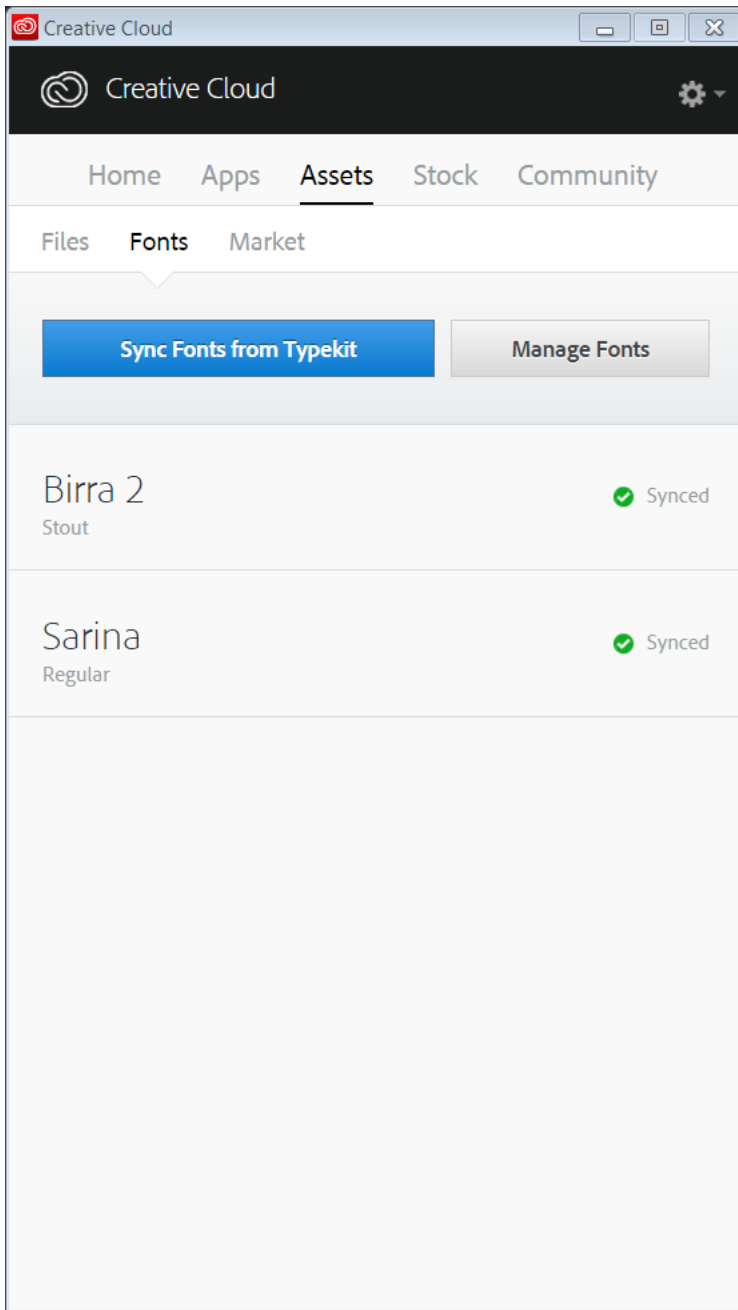 Creative Cloud
Creative Cloud
Home Apps Assets Stock Community
Files Fonts Market
Sync Fonts from Typekit Manage Fonts
Birra 2
Synced
Stout
Sarina
Synced
Regular